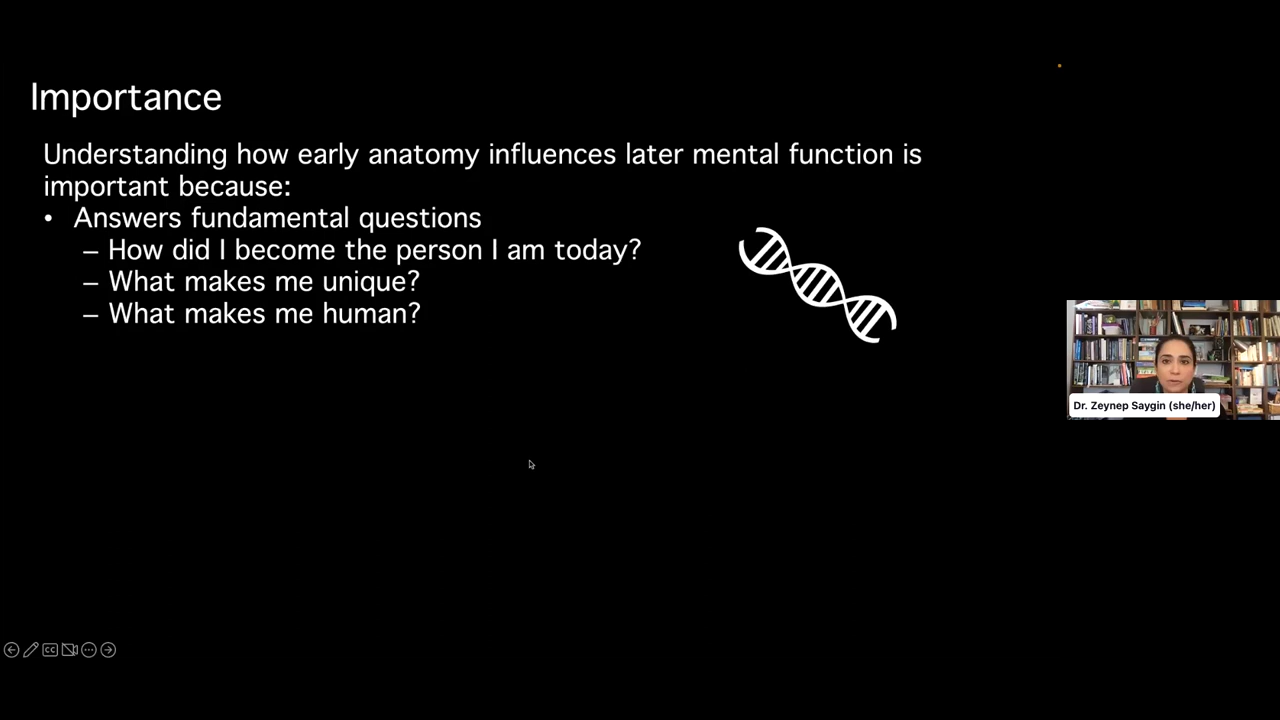 Importance
Understanding how early anatomy influences later mental function is
important because:
• Answers fundamental questions
– How did I become the person I am today?
– What makes me unique?
– What makes me human?
Dr. Zeynep Saygin (she/her)
CC